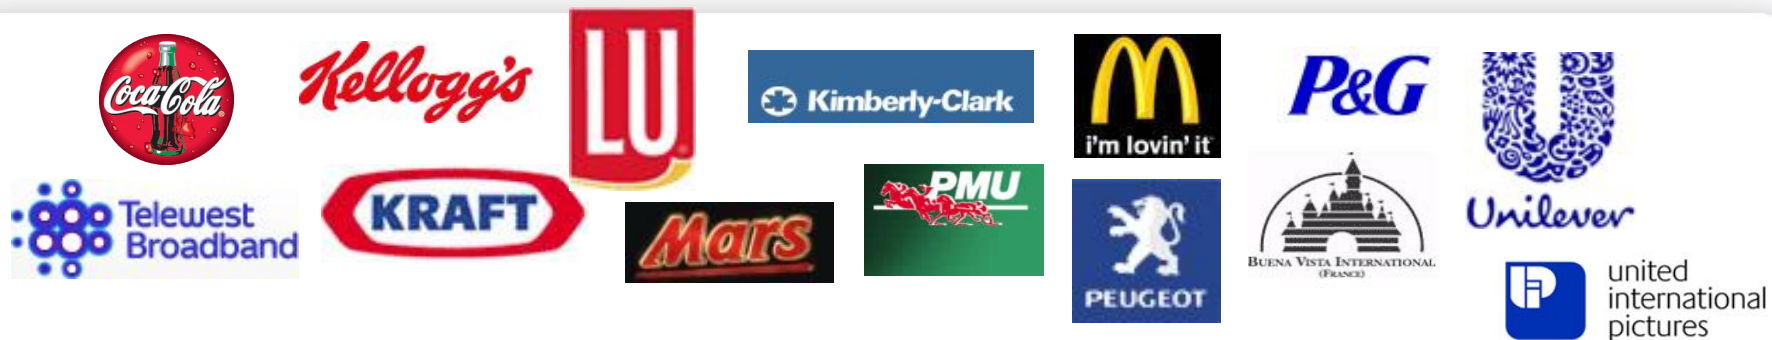 Coca-Cola
Kellogg's
LU
Kimberly-Clark
i'm lovin' it
P&G
Unilever
Telewest
Broadband
KRAFT
Mars
PMU
PEUGEOT
BUENA VISTA INTERNATIONAL
(FRANCE)
united
international
pictures